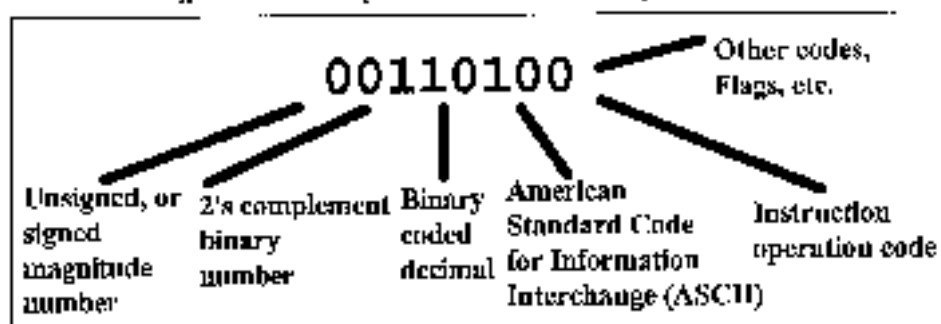 00110100
Other codes,
Flags, etc.
Unsigned, or
signed
magnitude
number
2's complement
binary
number
Binary
coded
decimal
American
Standard Code
for Information
Interchange (ASCII)
Instruction
operation code